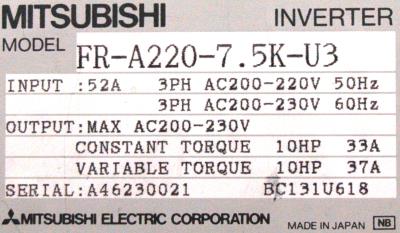 MITSUBISHI INVERTER
MODEL FR-A220-7.5K-U3
INPUT :52A 3PH AC200-220V 50Hz
3PH AC200-230V 60Hz
OUTPUT:MAX AC200-230V
CONSTANT TORQUE 10HP 33A
VARIABLE TORQUE 10HP 37A
SERIAL:A46230021 BC131U618
MITSUBISHI ELECTRIC CORPORATION MADE IN JAPAN NB